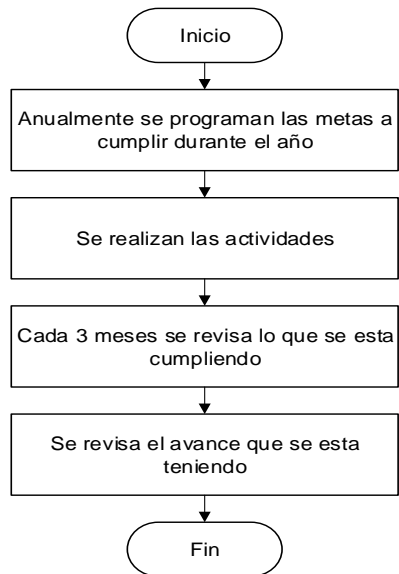 Inicio
Anualmente se programan las metas a
cumplir durante el año
Se realizan las actividades
Cada 3 meses se revisa lo que se esta
cumpliendo
Se revisa el avance que se esta
teniendo
Fin